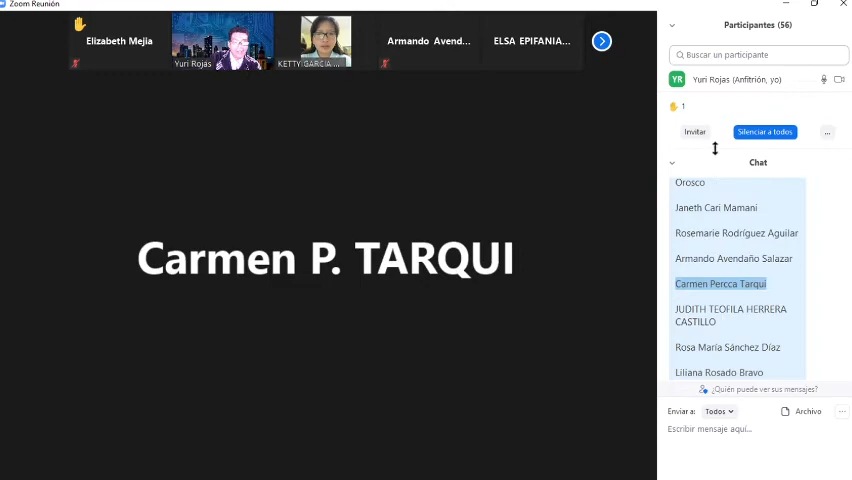 Zoom Reunión
Elizabeth Mejia
Yuri Rojas
KETTY GARCIA ...
Armando Avend...
ELSA EPIFANIA...
Carmen P. TARQUI
Participantes (56)
Buscar un participante
YR
Yuri Rojas (Anfitrión, yo)
1
Invitar
Silenciar a todos
...
Chat
Orosco
Janeth Cari Mamani
Rosemarie Rodríguez Aguilar
Armando Avendaño Salazar
Carmen Percca Tarqui
JUDITH TEOFILA HERRERA
CASTILLO
Rosa María Sánchez Díaz
Liliana Rosado Bravo
¿Quién puede ver sus mensajes?
Enviar a:
Todos
Archivo
...
Escribir mensaje aquí...